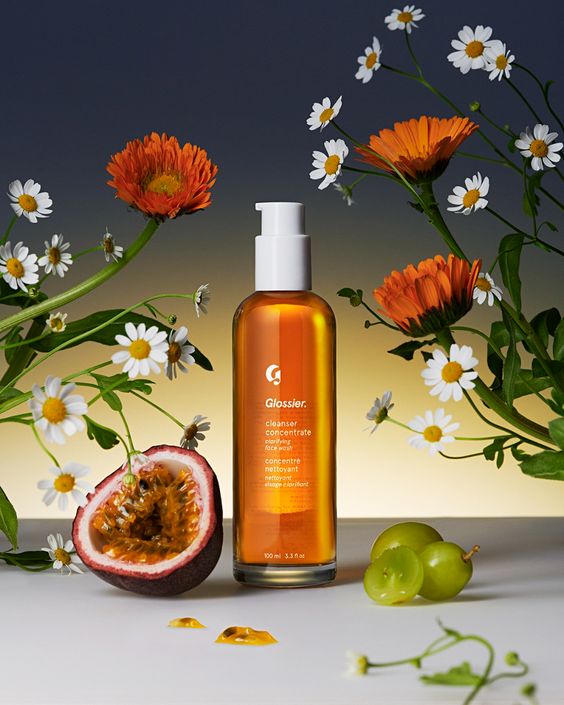 Glossier.
cleanser
concentrate
clarifying
face wash
concentré
nettoyant
nettoyant
visage clarifiant
100 ml 3.3 fl oz